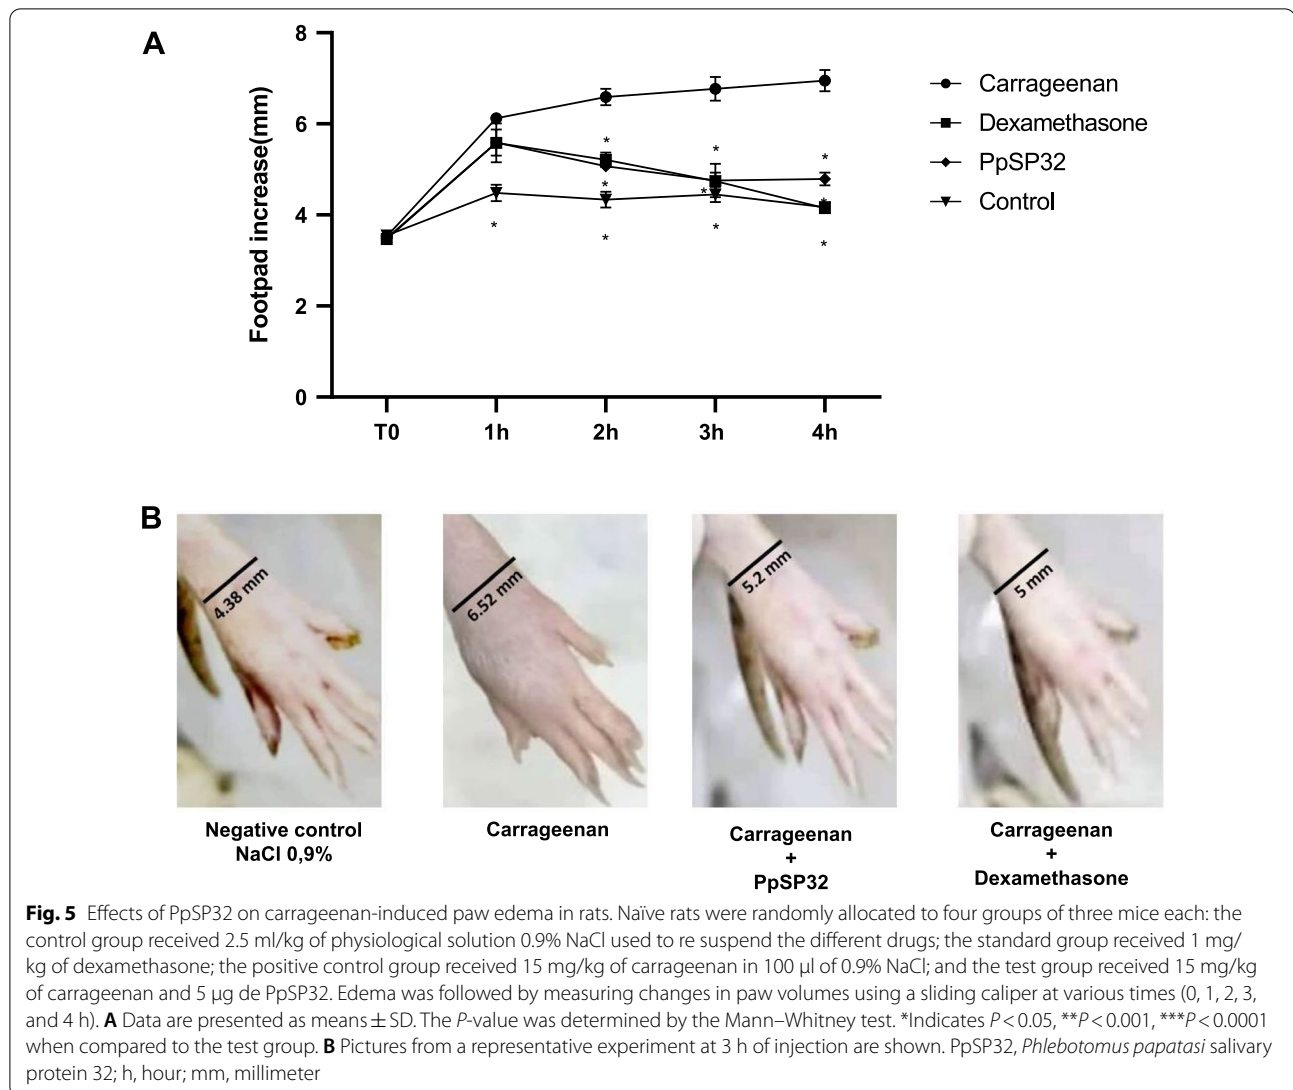 A
Footpad increase(mm)
8
6
4
2
0
T0 1h 2h 3h 4h
* * * * * * * * * *
Carrageenan
Dexamethasone
PpSP32
Control
B
4.38 mm
6.52 mm
5.2 mm
5 mm
Negative control
NaCl 0,9%
Carrageenan
Carrageenan
+
PpSP32
Carrageenan
+
Dexamethasone
Fig. 5 Effects of PpSP32 on carrageenan-induced paw edema in rats. Naïve rats were randomly allocated to four groups of three mice each: the
control group received 2.5 ml/kg of physiological solution 0.9% NaCl used to re suspend the different drugs; the standard group received 1 mg/
kg of dexamethasone; the positive control group received 15 mg/kg of carrageenan in 100 µl of 0.9% NaCl; and the test group received 15 mg/kg
of carrageenan and 5 µg de PpSP32. Edema was followed by measuring changes in paw volumes using a sliding caliper at various times (0, 1, 2, 3,
and 4 h). A Data are presented as means ± SD. The P-value was determined by the Mann–Whitney test. *Indicates P < 0.05, **P < 0.001, ***P < 0.0001
when compared to the test group. B Pictures from a representative experiment at 3 h of injection are shown. PpSP32, Phlebotomus papatasi salivary
protein 32; h, hour; mm, millimeter